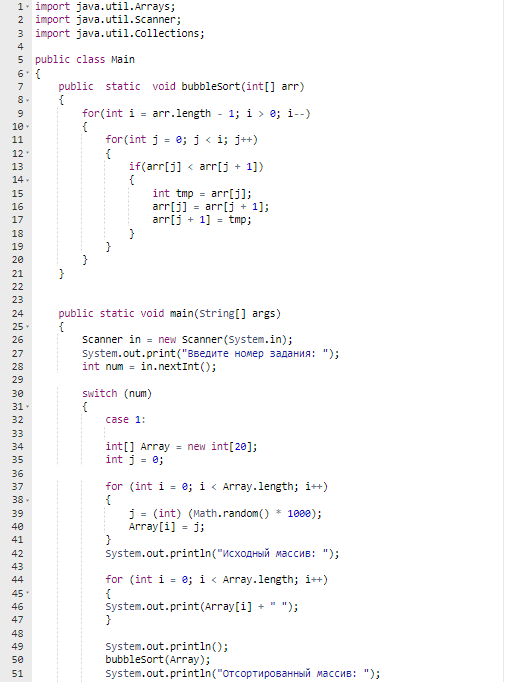 1 import java.util.Arrays;
2 import java.util.Scanner;
3 import java.util.Collections;
4
5 public class Main
6 {
7     public  static  void bubbleSort(int[] arr)
8     {
9         for(int i = arr.length - 1; i > 0; i--)
10         {
11             for(int j = 0; j < i; j++)
12             {
13                 if(arr[j] < arr[j + 1])
14                 {
15                     int tmp = arr[j];
16                     arr[j] = arr[j + 1];
17                     arr[j + 1] = tmp;
18                 }
19             }
20         }
21     }
22
23
24     public static void main(String[] args)
25     {
26         Scanner in = new Scanner(System.in);
27         System.out.print("Введите номер задания: ");
28         int num = in.nextInt();
29
30         switch (num)
31         {
32             case 1:
33
34             int[] Array = new int[20];
35             int j = 0;
36
37             for (int i = 0; i < Array.length; i++)
38             {
39                 j = (int) (Math.random() * 1000);
40                 Array[i] = j;
41             }
42             System.out.println("Исходный массив: ");
43
44             for (int i = 0; i < Array.length; i++)
45             {
46             System.out.print(Array[i] + " ");
47             }
48
49             System.out.println();
50             bubbleSort(Array);
51             System.out.println("Отсортированный массив: ");